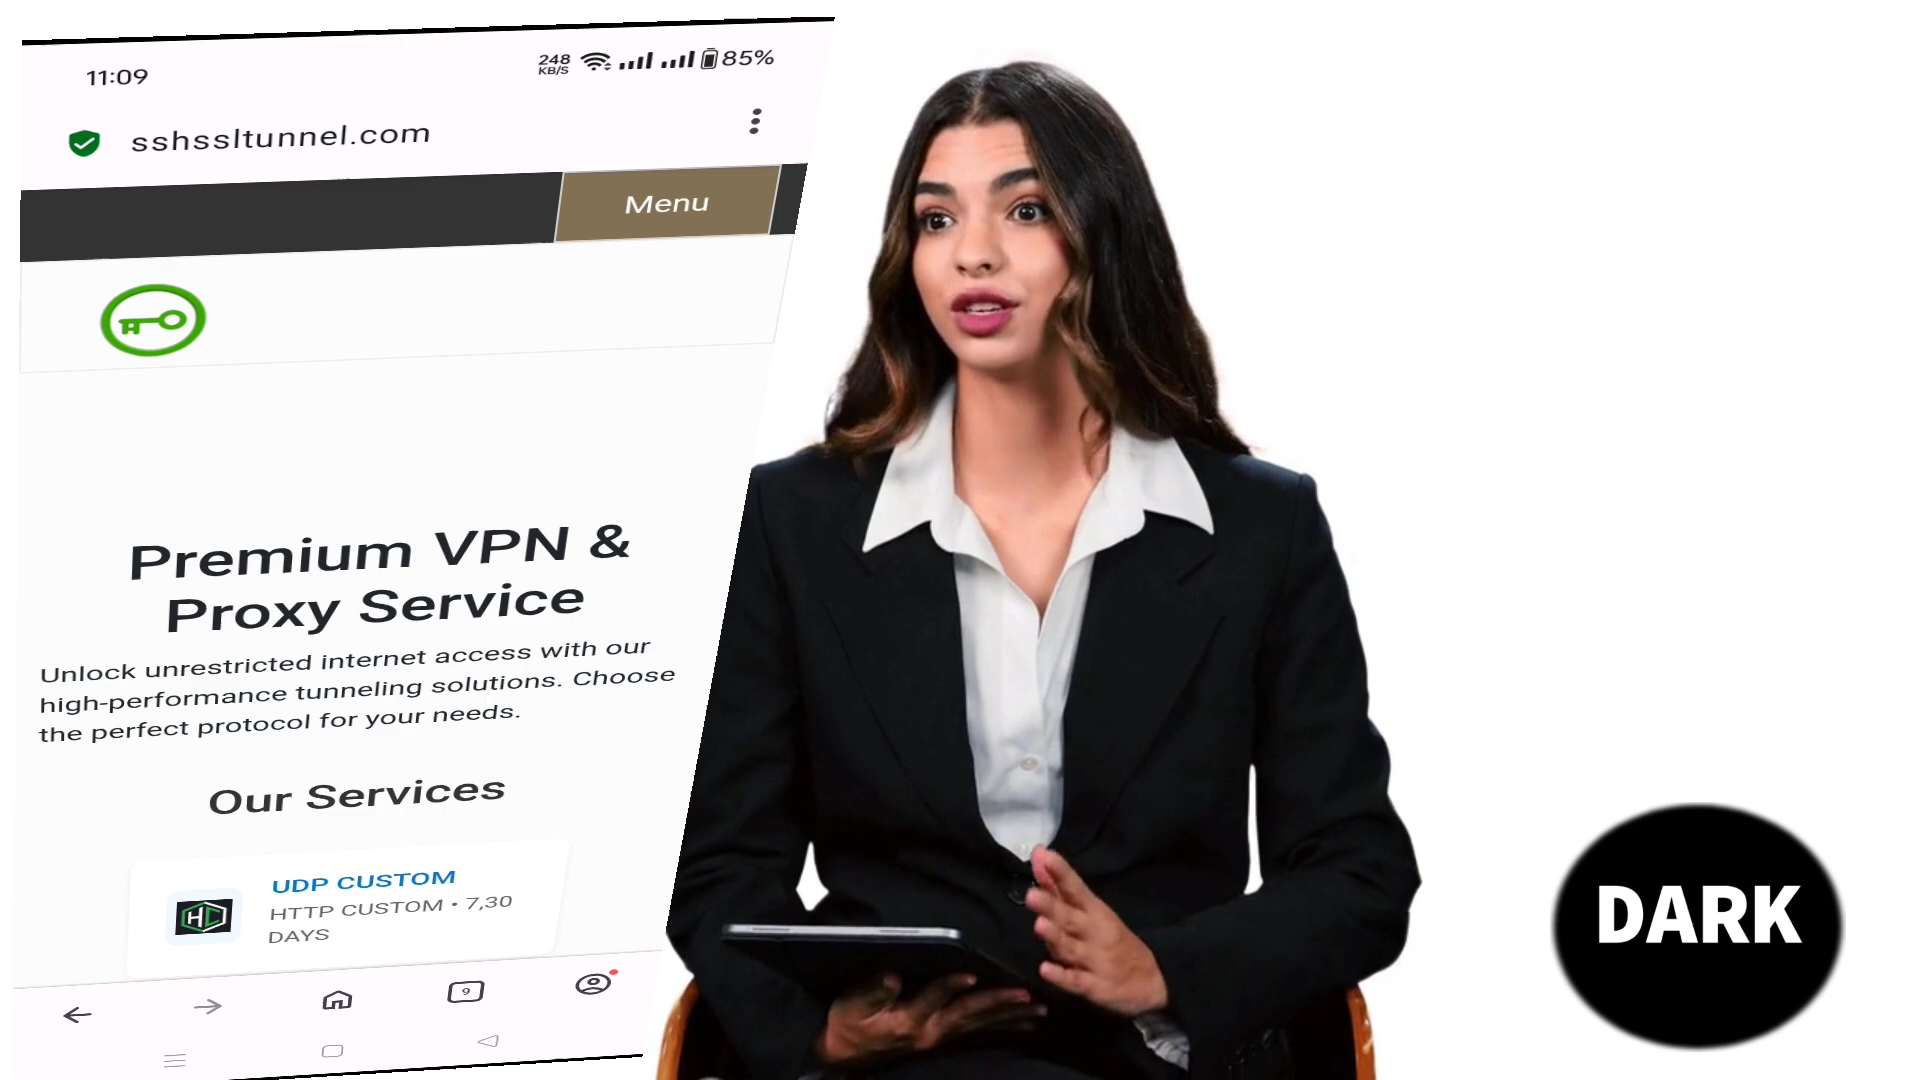 11:09
248
KB/S
85%
sshssltunnel.com
Menu
Premium VPN &
Proxy Service
Unlock unrestricted internet access with our
high-performance tunneling solutions. Choose
the perfect protocol for your needs.
Our Services
HC
UDP CUSTOM
HTTP CUSTOM • 7,30
DAYS
9
DARK